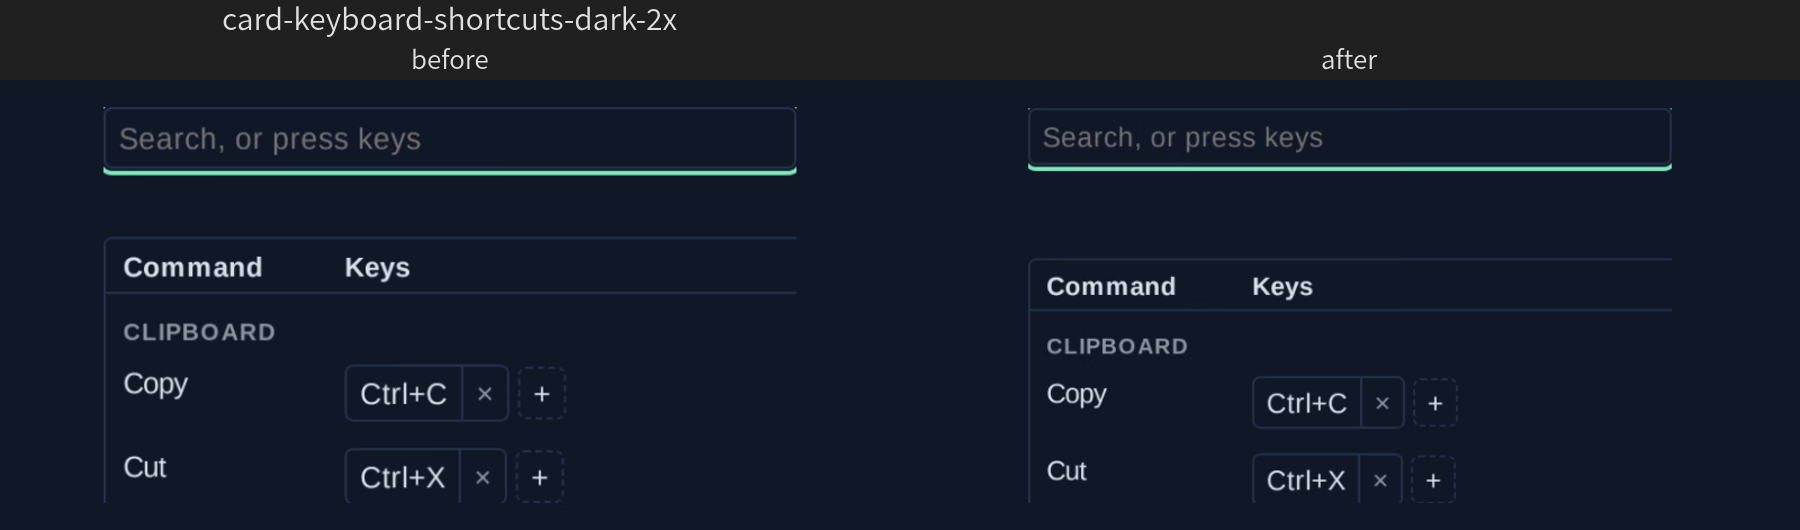 card-keyboard-shortcuts-dark-2x
before
after
Search, or press keys
Command Keys
CLIPBOARD
Copy Ctrl+C × +
Cut Ctrl+X × +
Search, or press keys
Command Keys
CLIPBOARD
Copy Ctrl+C × +
Cut Ctrl+X × +